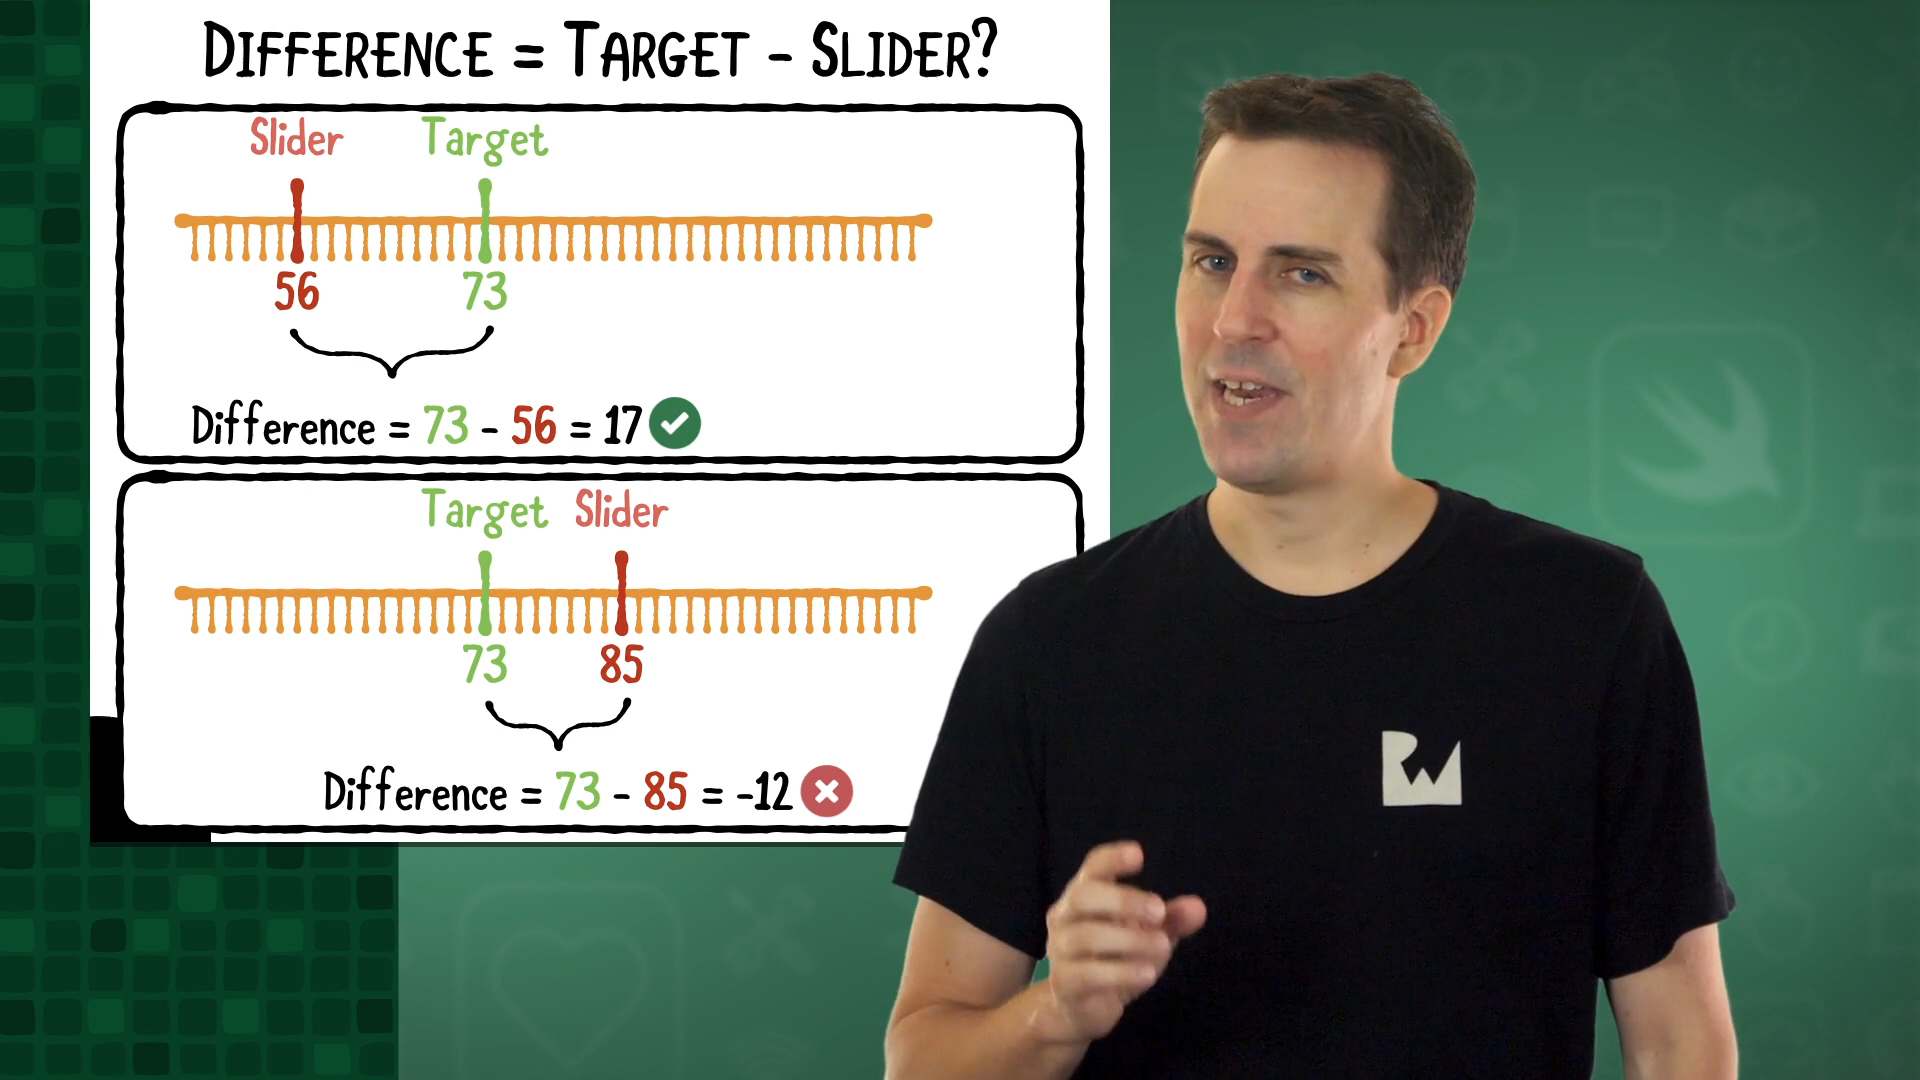 DIFFERENCE = TARGET - SLIDER?
Slider Target
56 73
Difference = 73 - 56 = 17
Target Slider
73 85
Difference = 73 - 85 = -12
RW